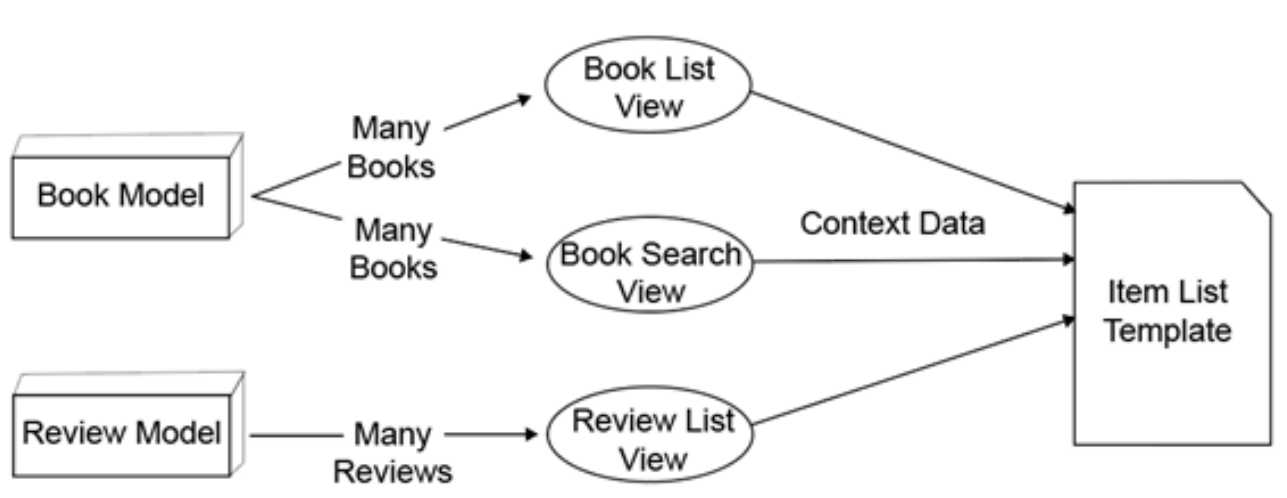 Book Model
Many
Books
Many
Books
Book List
View
Book Search
View
Context Data
Item List
Template
Review Model
Many
Reviews
Review List
View